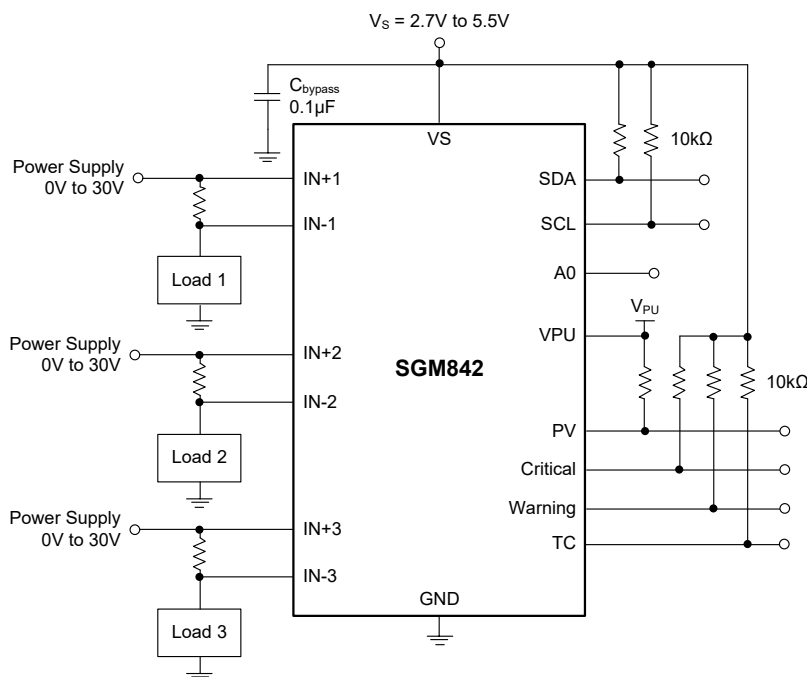 V_S = 2.7V to 5.5V
C_bypass
0.1µF
VS
10kΩ
Power Supply
0V to 30V
IN+1
IN-1
Load 1
SDA
SCL
A0
V_PU
VPU
Power Supply
0V to 30V
IN+2
IN-2
Load 2
SGM842
10kΩ
PV
Critical
Warning
TC
Power Supply
0V to 30V
IN+3
IN-3
Load 3
GND